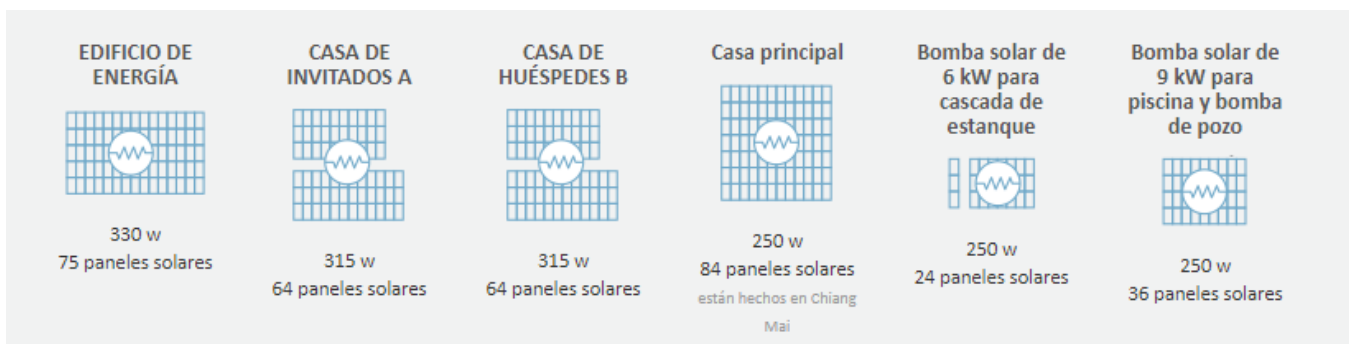 EDIFICIO DE
ENERGÍA
330 w
75 paneles solares
CASA DE
INVITADOS A
315 w
64 paneles solares
CASA DE
HUÉSPEDES B
315 w
64 paneles solares
Casa principal
250 w
84 paneles solares
están hechos en Chiang
Mai
Bomba solar de
6 kW para
cascada de
estanque
250 w
24 paneles solares
Bomba solar de
9 kW para
piscina y bomba
de pozo
250 w
36 paneles solares